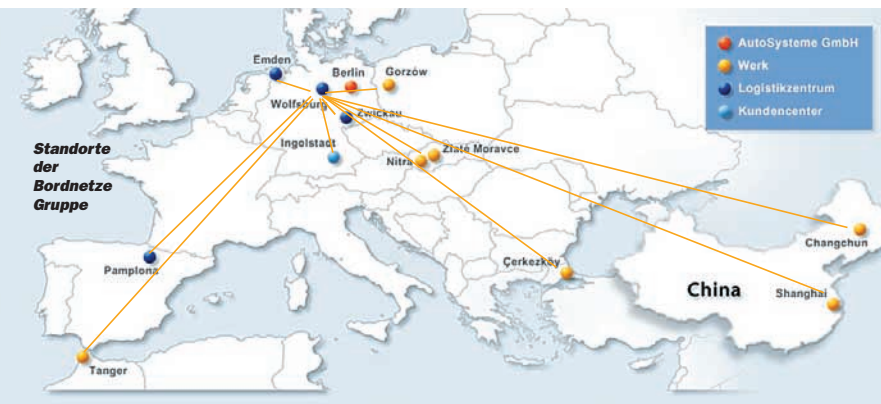 Standorte
der
Bordnetze
Gruppe
AutoSysteme GmbH
Werk
Logistikzentrum
Kundencenter
Emden
Berlin
Gorzów
Wolfsburg
Zwickau
Ingolstadt
Zlaté Moravce
Nitra
Pamplona
Çerkezköy
Tanger
China
Changchun
Shanghai